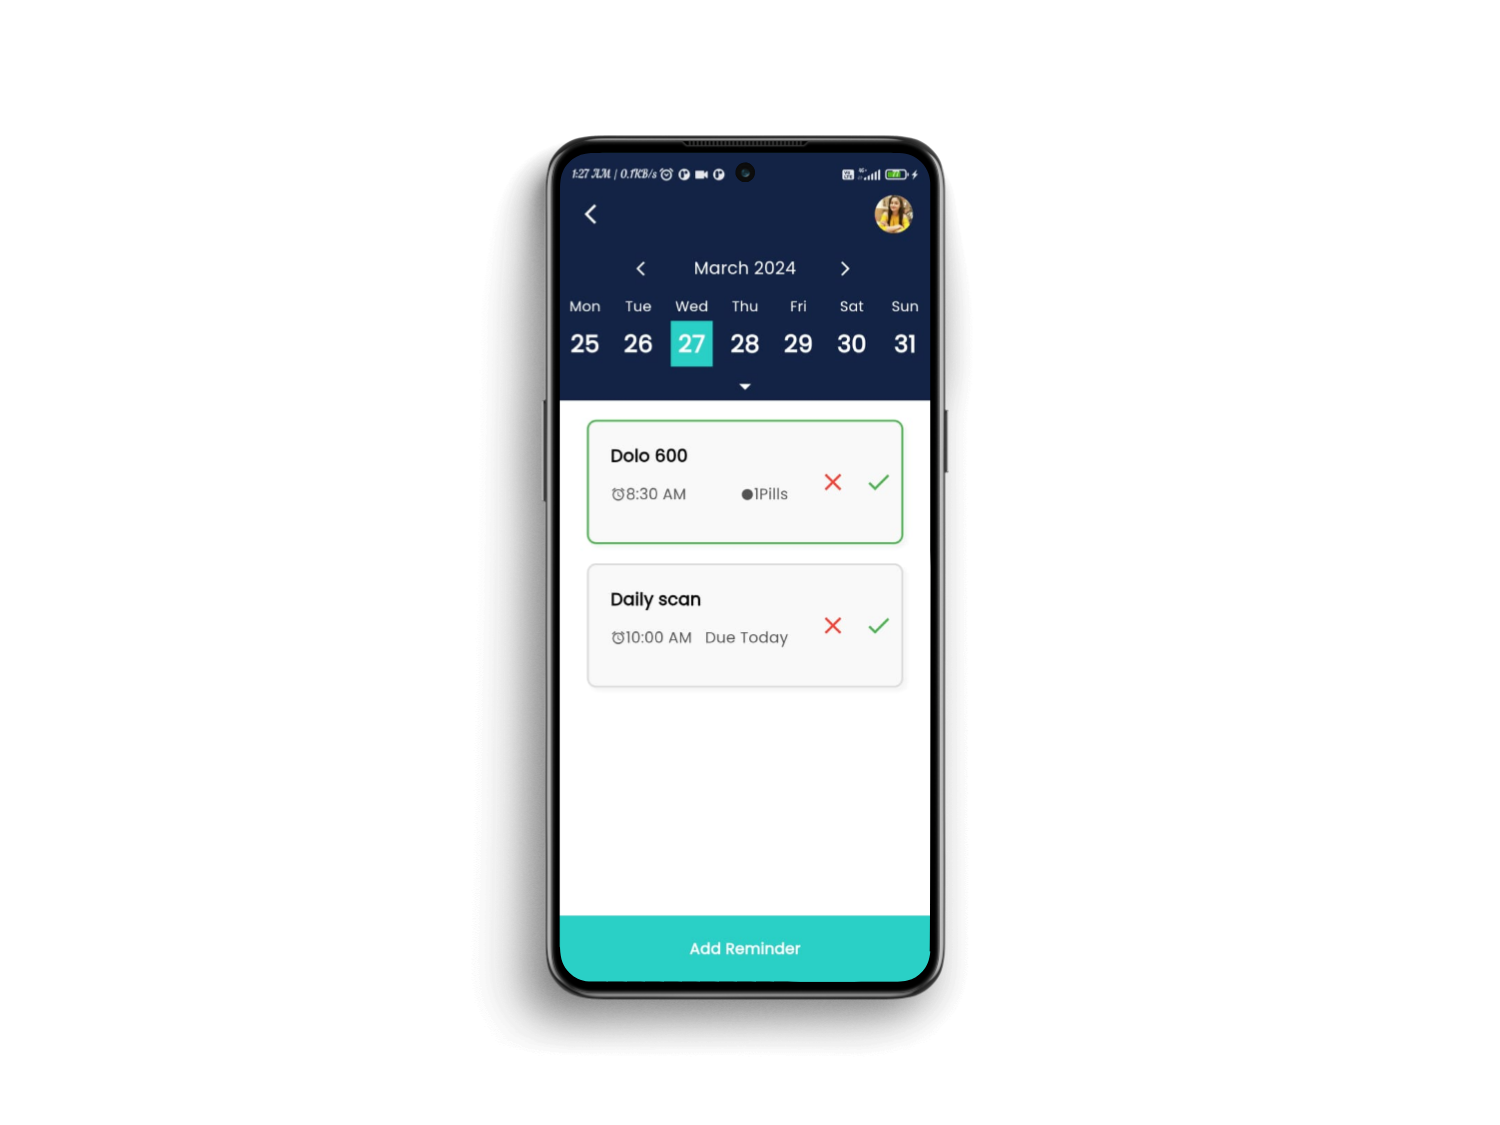 1:27 AM | 0.1KB/s
March 2024
Mon Tue Wed Thu Fri Sat Sun
25 26 27 28 29 30 31
Dolo 600
8:30 AM 1Pills
Daily scan
10:00 AM Due Today
Add Reminder